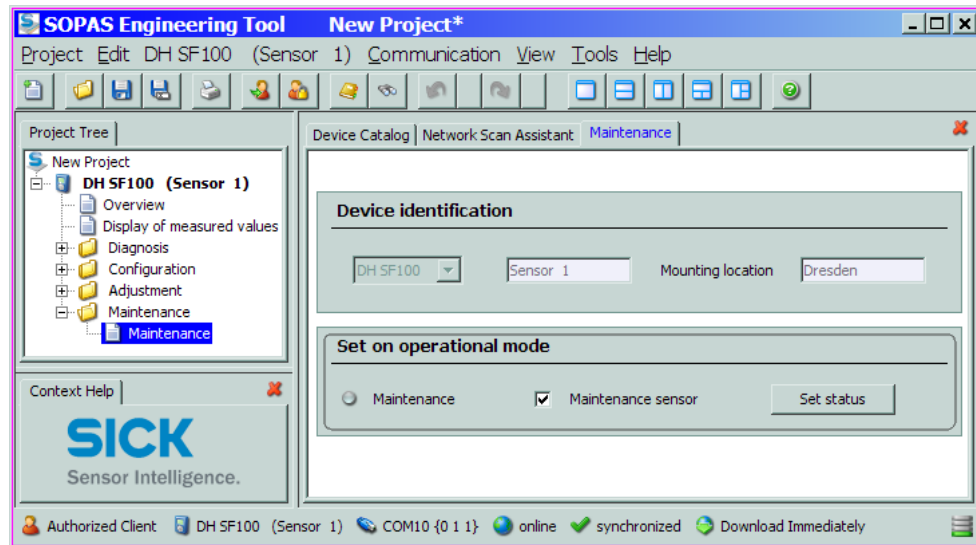 SOPAS Engineering Tool New Project*
Project Edit DH SF100 (Sensor 1) Communication View Tools Help
Project Tree
New Project
DH SF100 (Sensor 1)
Overview
Display of measured values
Diagnosis
Configuration
Adjustment
Maintenance
Maintenance
Context Help
SICK
Sensor Intelligence.
Device Catalog Network Scan Assistant Maintenance
Device identification
DH SF100 Sensor 1 Mounting location Dresden
Set on operational mode
Maintenance Maintenance sensor Set status
Authorized Client DH SF100 (Sensor 1) COM10 {0 1 1} online synchronized Download Immediately